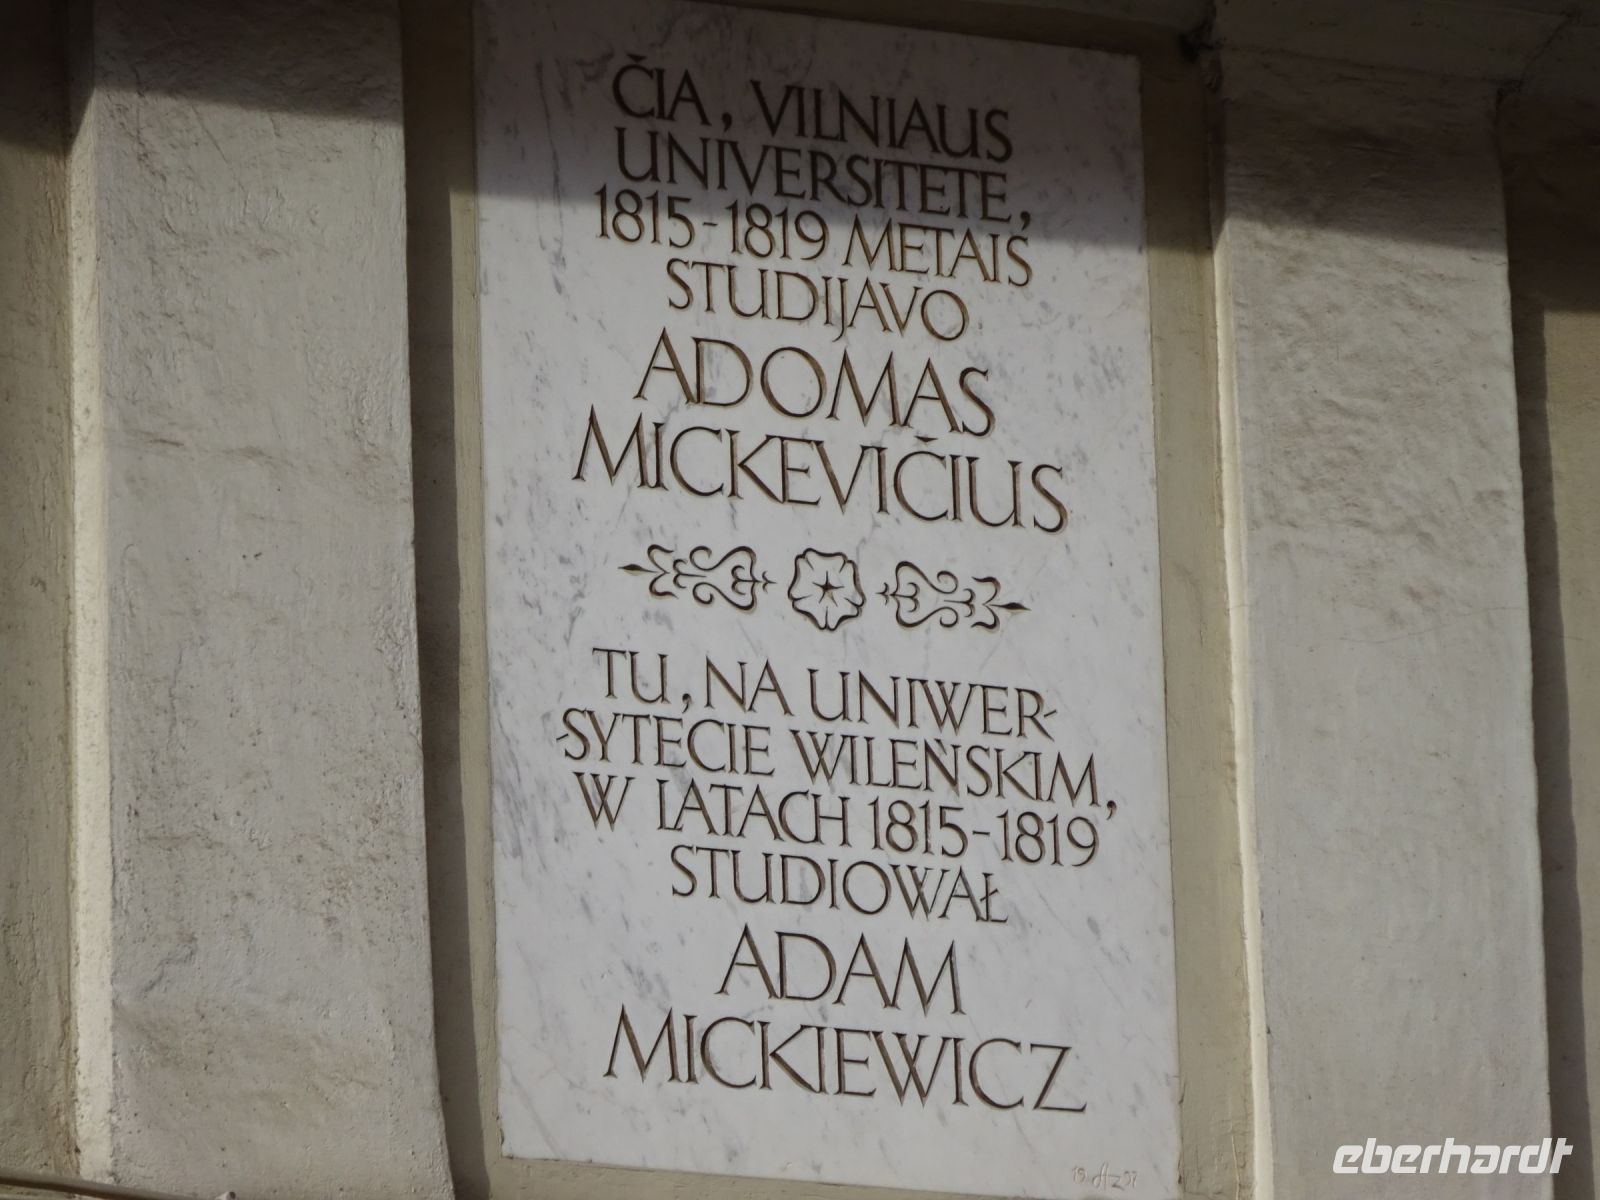 ČIA, VILNIAUS
UNIVERSITETE,
1815-1819 METAIS
STUDIJAVO
ADOMAS
MICKEVIČIUS
TU, NA UNIWER-
-SYTECIE WILEŃSKIM,
W LATACH 1815-1819
STUDIOWAŁ
ADAM
MICKIEWICZ
eberhardt